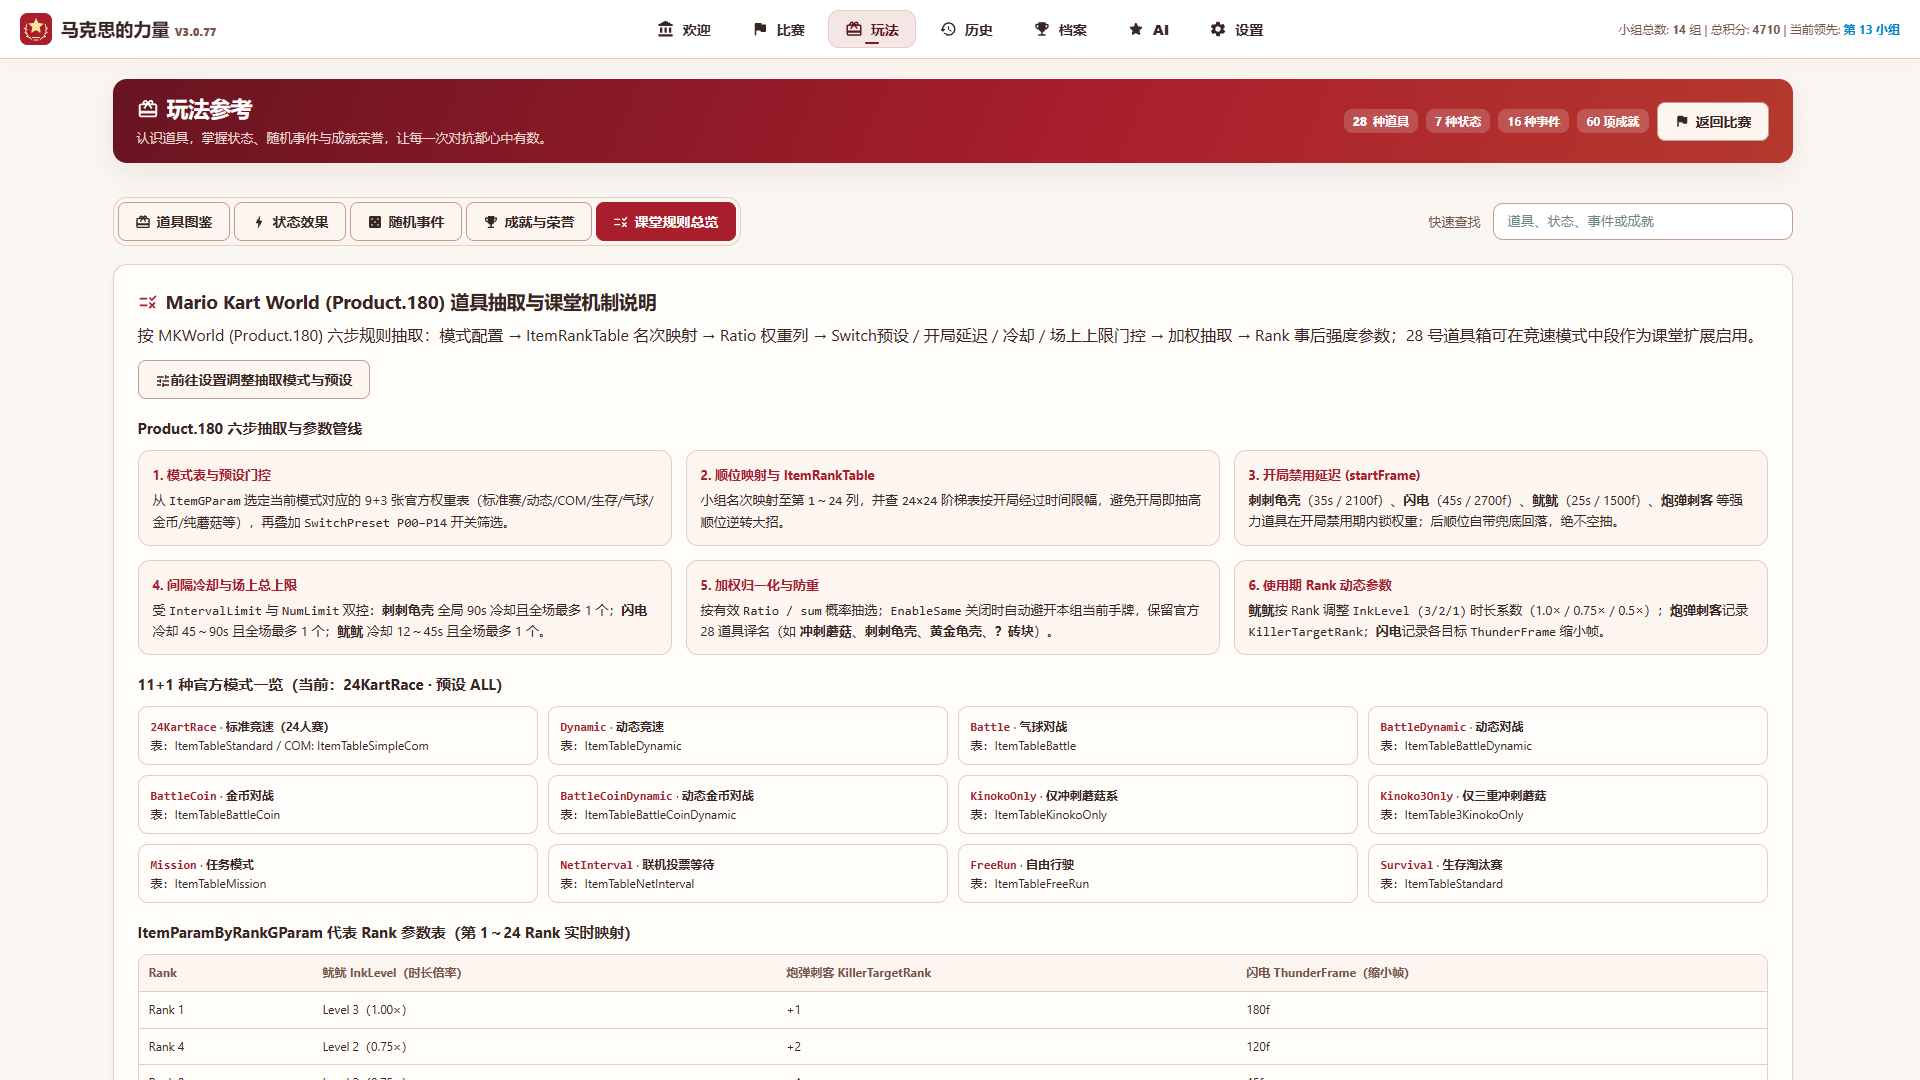 马克思的力量 V3.0.77
欢迎
比赛
玩法
历史
档案
AI
设置
小组总数: 14 组 | 总积分: 4710 | 当前领先: 第 13 小组
玩法参考
认识道具，掌握状态、随机事件与成就荣誉，让每一次对抗都心中有数。
28 种道具
7 种状态
16 种事件
60 项成就
返回比赛
道具图鉴
状态效果
随机事件
成就与荣誉
课堂规则总览
快速查找
道具、状态、事件或成就
Mario Kart World (Product.180) 道具抽取与课堂机制说明
按 MKWorld (Product.180) 六步规则抽取：模式配置 → ItemRankTable 名次映射 → Ratio 权重列 → Switch预设 / 开局延迟 / 冷却 / 场上上限门控 → 加权抽取 → Rank 事后强度参数；28 号道具箱可在竞速模式中段作为课堂扩展启用。
前往设置调整抽取模式与预设
Product.180 六步抽取与参数管线
1. 模式表与预设门控
从 ItemGParam 选定当前模式对应的 9+3 张官方权重表（标准赛/动态/COM/生存/气球/
金币/纯蘑菇等），再叠加 SwitchPreset P00–P14 开关筛选。
2. 顺位映射与 ItemRankTable
小组名次映射至第 1～24 列，并查 24×24 阶梯表按开局经过时间限幅，避免开局即抽高
顺位逆转大招。
3. 开局禁用延迟 (startFrame)
刺刺龟壳（35s / 2100f）、闪电（45s / 2700f）、鱿鱿（25s / 1500f）、炮弹刺客 等强
力道具在开局禁用期内锁权重；后顺位自带兜底回落，绝不空抽。
4. 间隔冷却与场上总上限
受 IntervalLimit 与 NumLimit 双控：刺刺龟壳 全局 90s 冷却且全场最多 1 个；闪电
冷却 45～90s 且全场最多 1 个；鱿鱿 冷却 12～45s 且全场最多 1 个。
5. 加权归一化与防重
按有效 Ratio / sum 概率抽选；EnableSame 关闭时自动避开本组当前手牌，保留官方
28 道具译名（如 冲刺蘑菇、刺刺龟壳、黄金龟壳、？砖块）。
6. 使用期 Rank 动态参数
鱿鱿按 Rank 调整 InkLevel (3/2/1) 时长系数（1.0× / 0.75× / 0.5×）；炮弹刺客记录
KillerTargetRank；闪电记录各目标 ThunderFrame 缩小帧。
11+1 种官方模式一览（当前：24KartRace · 预设 ALL）
24KartRace · 标准竞速（24人赛）
表：ItemTableStandard / COM: ItemTableSimpleCom
Dynamic · 动态竞速
表：ItemTableDynamic
Battle · 气球对战
表：ItemTableBattle
BattleDynamic · 动态对战
表：ItemTableBattleDynamic
BattleCoin · 金币对战
表：ItemTableBattleCoin
BattleCoinDynamic · 动态金币对战
表：ItemTableBattleCoinDynamic
KinokoOnly · 仅冲刺蘑菇系
表：ItemTableKinokoOnly
Kinoko3Only · 仅三重冲刺蘑菇
表：ItemTable3KinokoOnly
Mission · 任务模式
表：ItemTableMission
NetInterval · 联机投票等待
表：ItemTableNetInterval
FreeRun · 自由行驶
表：ItemTableFreeRun
Survival · 生存淘汰赛
表：ItemTableStandard
ItemParamByRankGParam 代表 Rank 参数表（第 1～24 Rank 实时映射）
Rank
鱿鱿 InkLevel（时长倍率）
炮弹刺客 KillerTargetRank
闪电 ThunderFrame（缩小帧）
Rank 1
Level 3（1.00×）
+1
180f
Rank 4
Level 2（0.75×）
+2
120f